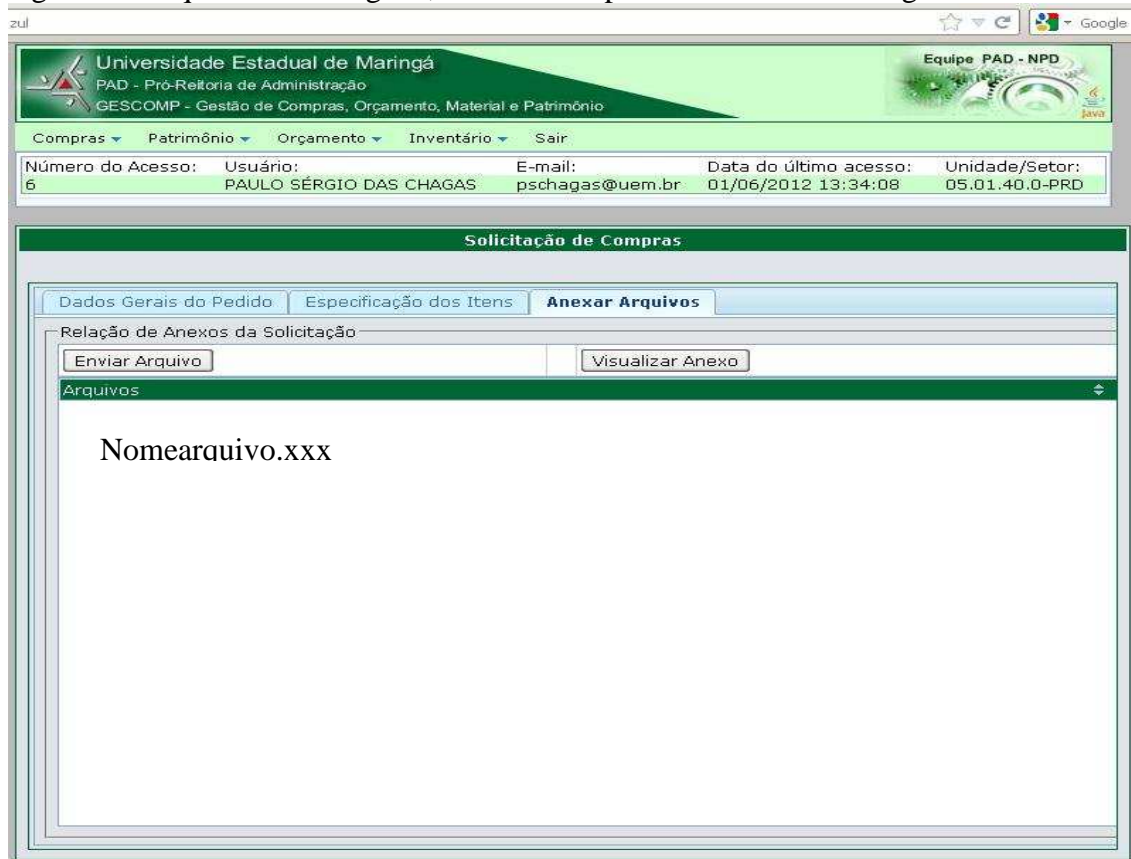 zul
Google
Universidade Estadual de Maringá
PAD - Pró-Reitoria de Administração
GESCOMP - Gestão de Compras, Orçamento, Material e Patrimônio
Equipe PAD - NPD
Java
Compras Patrimônio Orçamento Inventário Sair
Número do Acesso: Usuário: E-mail: Data do último acesso: Unidade/Setor:
6 PAULO SÉRGIO DAS CHAGAS pschagas@uem.br 01/06/2012 13:34:08 05.01.40.0-PRD
Solicitação de Compras
Dados Gerais do Pedido Especificação dos Itens Anexar Arquivos
Relação de Anexos da Solicitação
Enviar Arquivo Visualizar Anexo
Arquivos
Nomearquivo.xxx